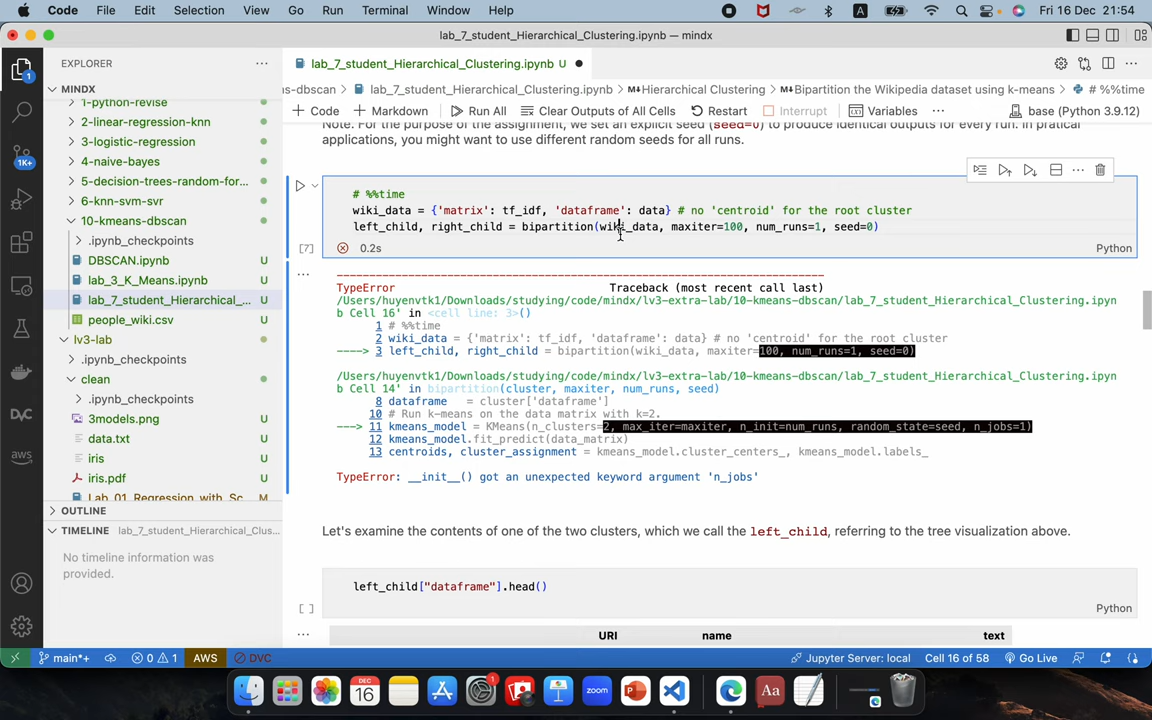 Code File Edit Selection View Go Run Terminal Window Help
A
Fri 16 Dec 21:54
lab_7_student_Hierarchical_Clustering.ipynb — mindx
EXPLORER
lab_7_student_Hierarchical_Clustering.ipynb U
MINDX
ns-dbscan > lab_7_student_Hierarchical_Clustering.ipynb > M↓Hierarchical Clustering > M↓Bipartition the Wikipedia dataset using k-means > # %%time
1-python-revise
2-linear-regression-knn
3-logistic-regression
4-naive-bayes
5-decision-trees-random-for...
6-knn-svm-svr
10-kmeans-dbscan
.ipynb_checkpoints
DBSCAN.ipynb U
lab_3_K_Means.ipynb U
lab_7_student_Hierarchical_... U
people_wiki.csv U
lv3-lab
.ipynb_checkpoints
clean
.ipynb_checkpoints
3models.png U
data.txt U
iris U
iris.pdf U
Lab_01_Regression_with_Sc... M
OUTLINE
TIMELINE lab_7_student_Hierarchical_Clus...
No timeline information was
provided.
1
1K+
DVC
aws
+ Code + Markdown Run All Clear Outputs of All Cells Restart Interrupt Variables ... base (Python 3.9.12)
Note: For the purpose of the assignment, we set an explicit seed (seed=0) to produce identical outputs for every run. In pratical
applications, you might want to use different random seeds for all runs.
# %%time
wiki_data = {'matrix': tf_idf, 'dataframe': data} # no 'centroid' for the root cluster
left_child, right_child = bipartition(wiki_data, maxiter=100, num_runs=1, seed=0)
[7] 0.2s Python
TypeError Traceback (most recent call last)
/Users/huyenvtk1/Downloads/studying/code/mindx/lv3-extra-lab/10-kmeans-dbscan/lab_7_student_Hierarchical_Clustering.ipyn
b Cell 16' in <cell line: 3>()
1 # %%time
2 wiki_data = {'matrix': tf_idf, 'dataframe': data} # no 'centroid' for the root cluster
----> 3 left_child, right_child = bipartition(wiki_data, maxiter=100, num_runs=1, seed=0)
/Users/huyenvtk1/Downloads/studying/code/mindx/lv3-extra-lab/10-kmeans-dbscan/lab_7_student_Hierarchical_Clustering.ipyn
b Cell 14' in bipartition(cluster, maxiter, num_runs, seed)
8 dataframe = cluster['dataframe']
10 # Run k-means on the data matrix with k=2.
---> 11 kmeans_model = KMeans(n_clusters=2, max_iter=maxiter, n_init=num_runs, random_state=seed, n_jobs=1)
12 kmeans_model.fit_predict(data_matrix)
13 centroids, cluster_assignment = kmeans_model.cluster_centers_, kmeans_model.labels_
TypeError: __init__() got an unexpected keyword argument 'n_jobs'
Let's examine the contents of one of the two clusters, which we call the left_child, referring to the tree visualization above.
left_child["dataframe"].head()
[ ] Python
URI name text
main*+ 0 1 AWS DVC Jupyter Server: local Cell 16 of 58 Go Live
DEC
16
1
zoom
Aa